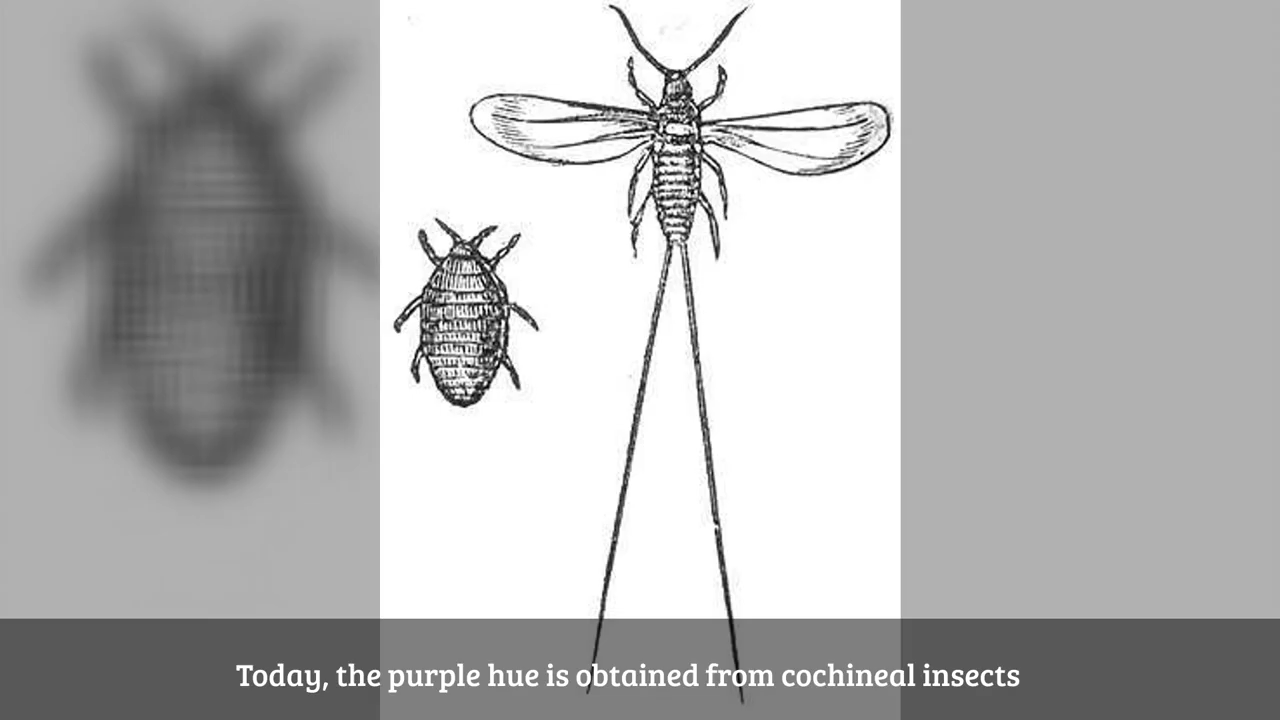 Today, the purple hue is obtained from cochineal insects